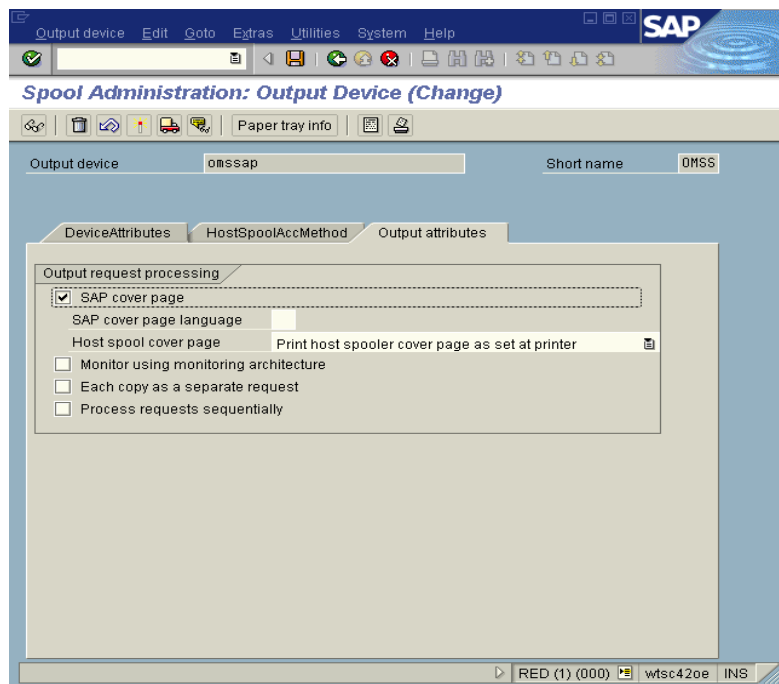 Output device Edit Goto Extras Utilities System Help
SAP
Spool Administration: Output Device (Change)
Paper tray info
Output device omssap Short name OMSS
DeviceAttributes HostSpoolAccMethod Output attributes
Output request processing
SAP cover page
SAP cover page language
Host spool cover page Print host spooler cover page as set at printer
Monitor using monitoring architecture
Each copy as a separate request
Process requests sequentially
RED (1) (000) wtsc42oe INS